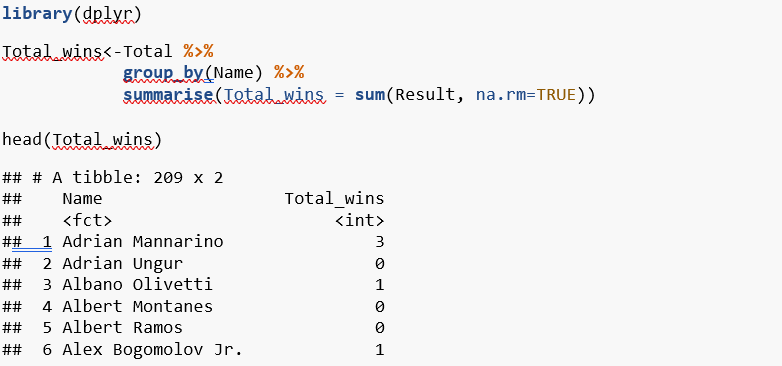 library(dplyr)
Total_wins<-Total %>%
            group_by(Name) %>%
            summarise(Total_wins = sum(Result, na.rm=TRUE))
head(Total_wins)
## # A tibble: 209 x 2
##    Name                  Total_wins
##    <fct>                      <int>
##  1 Adrian Mannarino               3
##  2 Adrian Ungur                   0
##  3 Albano Olivetti                1
##  4 Albert Montanes                0
##  5 Albert Ramos                   0
##  6 Alex Bogomolov Jr.             1